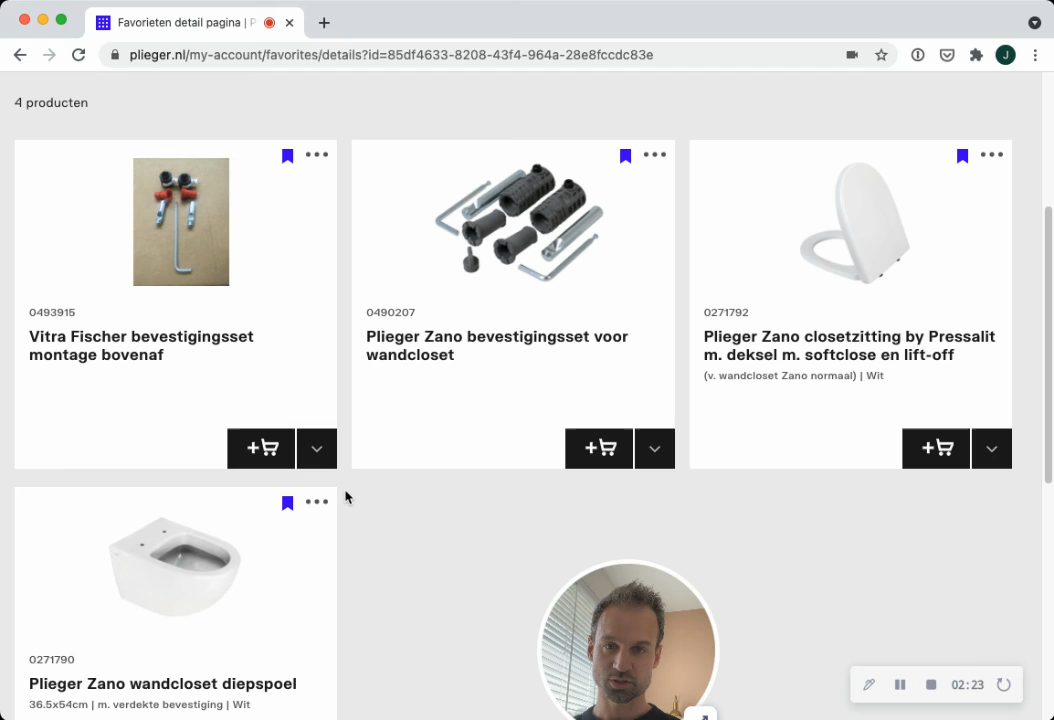 Favorieten detail pagina | P
plieger.nl/my-account/favorites/details?id=85df4633-8208-43f4-964a-28e8fccdc83e
J
4 producten
0493915
Vitra Fischer bevestigingsset
montage bovenaf
0490207
Plieger Zano bevestigingsset voor
wandcloset
0271792
Plieger Zano closetzitting by Pressalit
m. deksel m. softclose en lift-off
(v. wandcloset Zano normaal) | Wit
0271790
Plieger Zano wandcloset diepspoel
36.5x54cm | m. verdekte bevestiging | Wit
02:23